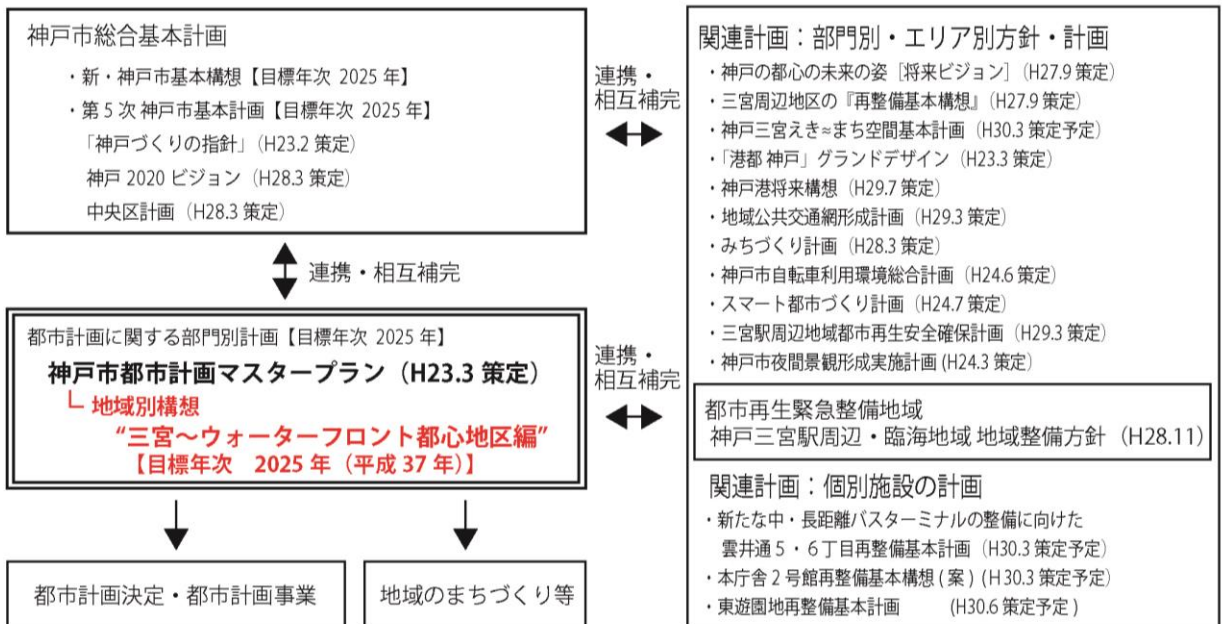 神戸市総合基本計画
・新・神戸市基本構想【目標年次 2025 年】
・第 5 次 神戸市基本計画【目標年次 2025 年】
「神戸づくりの指針」(H23.2 策定)
神戸 2020 ビジョン (H28.3 策定)
中央区計画 (H28.3 策定)
連携・相互補完
都市計画に関する部門別計画【目標年次 2025 年】
神戸市都市計画マスタープラン(H23.3 策定)
地域別構想
“三宮～ウォーターフロント都心地区編”
【目標年次 2025 年(平成 37 年)】
都市計画決定・都市計画事業
地域のまちづくり等
連携・
相互補完
連携・
相互補完
関連計画：部門別・エリア別方針・計画
・神戸の都心の未来の姿［将来ビジョン］(H27.9 策定)
・三宮周辺地区の『再整備基本構想』(H27.9 策定)
・神戸三宮えき≈まち空間基本計画 (H30.3 策定予定)
・「港都 神戸」グランドデザイン (H23.3 策定)
・神戸港将来構想 (H29.7 策定)
・地域公共交通網形成計画 (H29.3 策定)
・みちづくり計画 (H28.3 策定)
・神戸市自転車利用環境総合計画 (H24.6 策定)
・スマート都市づくり計画 (H24.7 策定)
・三宮駅周辺地域都市再生安全確保計画 (H29.3 策定)
・神戸市夜間景観形成実施計画 (H24.3 策定)
都市再生緊急整備地域
神戸三宮駅周辺・臨海地域 地域整備方針 (H28.11)
関連計画：個別施設の計画
・新たな中・長距離バスターミナルの整備に向けた
雲井通 5・6 丁目再整備基本計画 (H30.3 策定予定)
・本庁舎 2 号館再整備基本構想 ( 案 ) ( H 30.3 策定予定)
・東遊園地再整備基本計画 (H30.6 策定予定 )